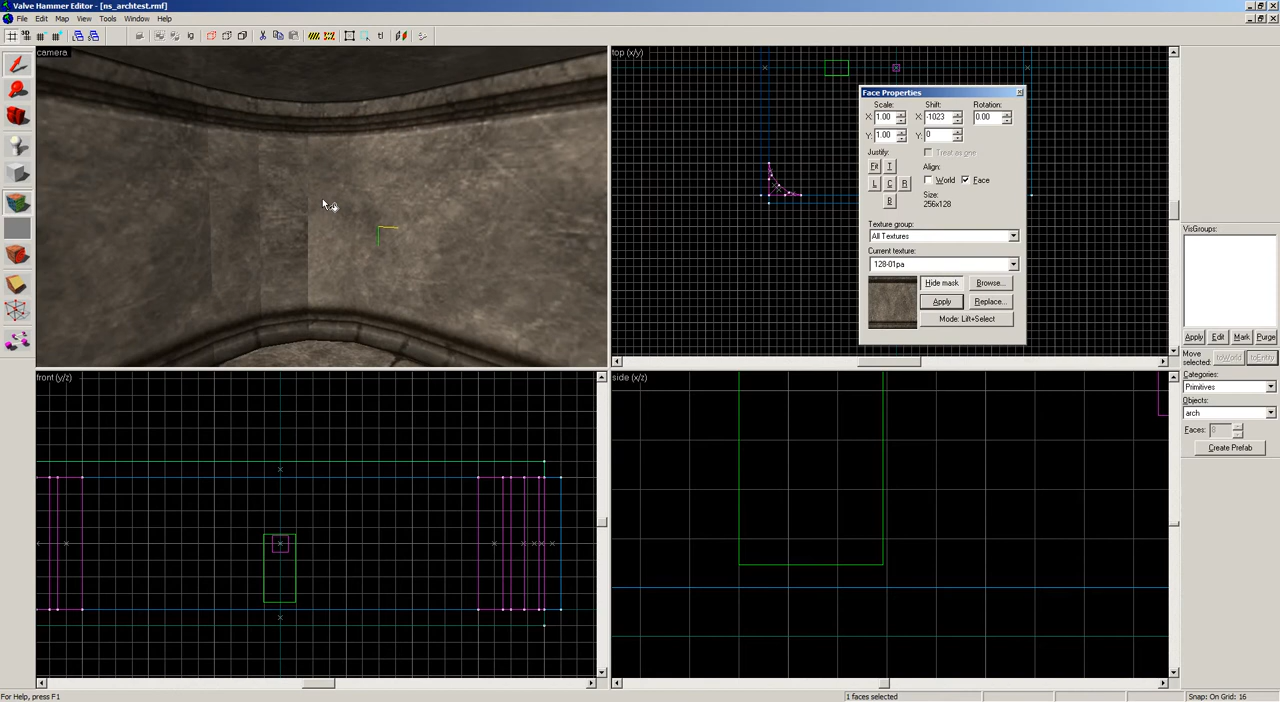 Valve Hammer Editor - [ns_archtest.rmf]
File Edit Map View Tools Window Help
camera
top (x/y)
Face Properties
Scale: Shift: Rotation:
X: 1.00 X: -1023 0.00
Y: 1.00 Y: 0
Justify: Treat as one
Fit T Align:
L C R World Face
B Size:
256x128
Texture group:
All Textures
Current texture:
128-01pa
Hide mask Browse...
Apply Replace...
Mode: Lift+Select
VisGroups:
Apply Edit Mark Purge
Move
selected: toWorld toEntity
Categories:
Primitives
Objects:
arch
Faces: 8
Create Prefab
front (y/z)
side (x/z)
For Help, press F1
1 faces selected
Snap: On Grid: 16